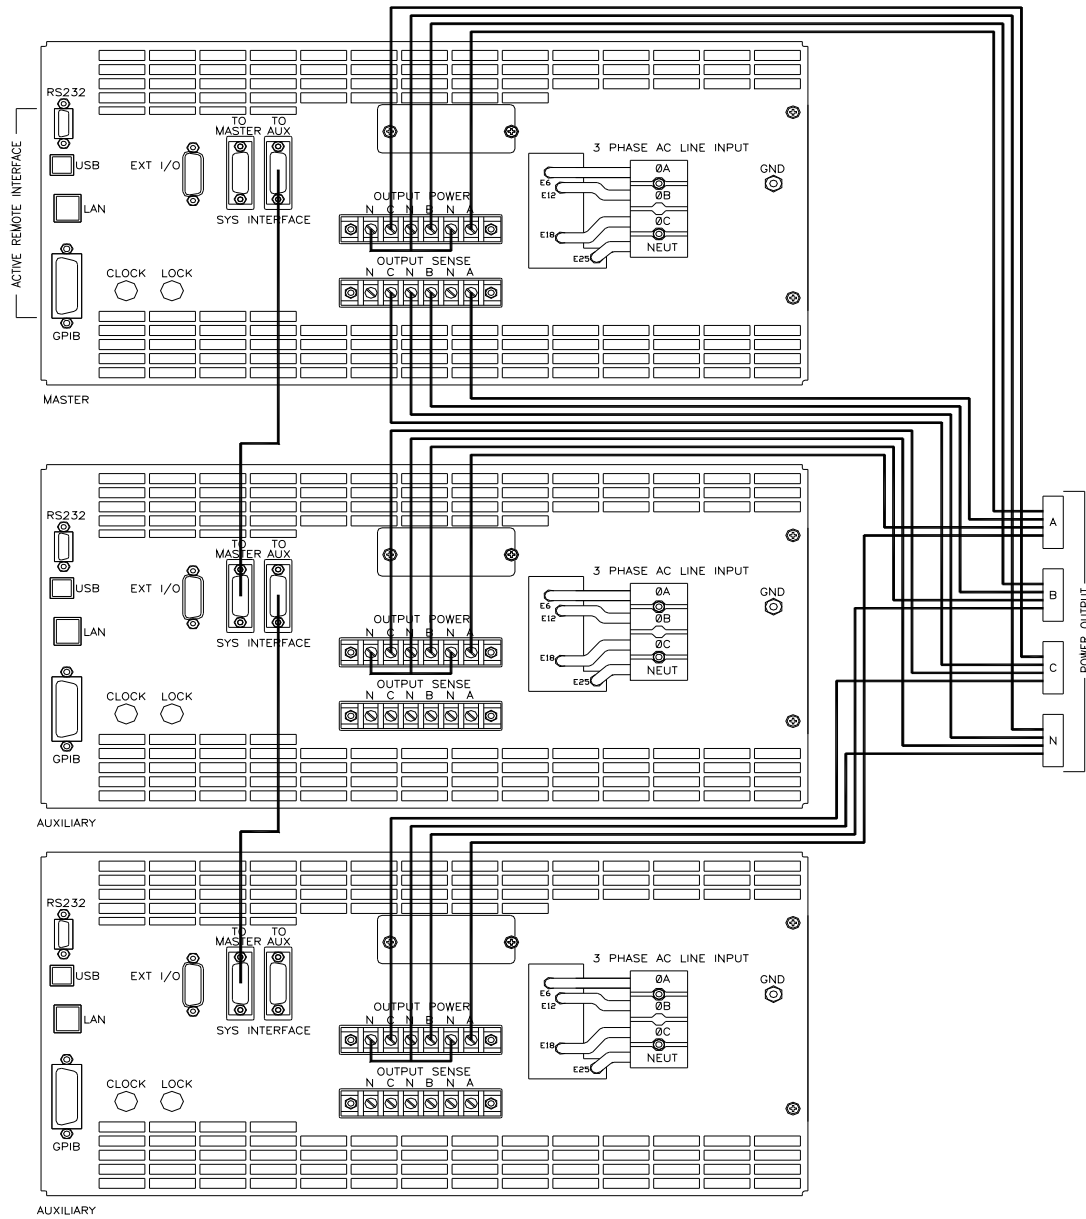 RS232
ACTIVE REMOTE INTERFACE
USB
LAN
GPIB
EXT I/O
TO MASTER
TO AUX
SYS INTERFACE
CLOCK
LOCK
OUTPUT POWER
N C N B N A
OUTPUT SENSE
N C N B N A
3 PHASE AC LINE INPUT
E6
E12
E18
E25
ØA
ØB
ØC
NEUT
GND
MASTER
RS232
USB
LAN
GPIB
EXT I/O
TO MASTER
TO AUX
SYS INTERFACE
CLOCK
LOCK
OUTPUT POWER
N C N B N A
OUTPUT SENSE
N C N B N A
3 PHASE AC LINE INPUT
E6
E12
E18
E25
ØA
ØB
ØC
NEUT
GND
A
B
C
N
POWER OUTPUT
AUXILIARY
RS232
USB
LAN
GPIB
EXT I/O
TO MASTER
TO AUX
SYS INTERFACE
CLOCK
LOCK
OUTPUT POWER
N C N B N A
OUTPUT SENSE
N C N B N A
3 PHASE AC LINE INPUT
E6
E12
E18
E25
ØA
ØB
ØC
NEUT
GND
AUXILIARY